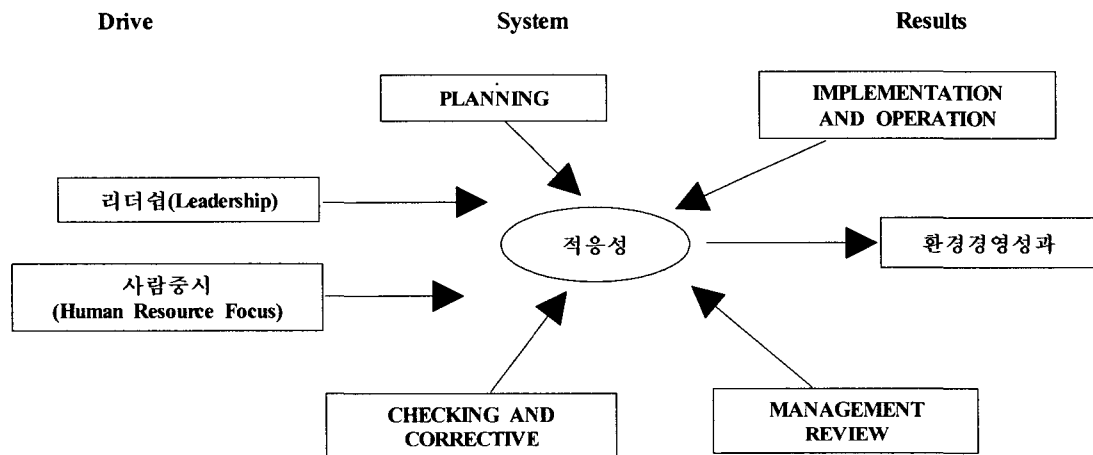 Drive System Results
PLANNING
IMPLEMENTATION
AND OPERATION
리더쉽(Leadership)
적응성
환경경영성과
사람중시
(Human Resource Focus)
CHECKING AND
CORRECTIVE
MANAGEMENT
REVIEW